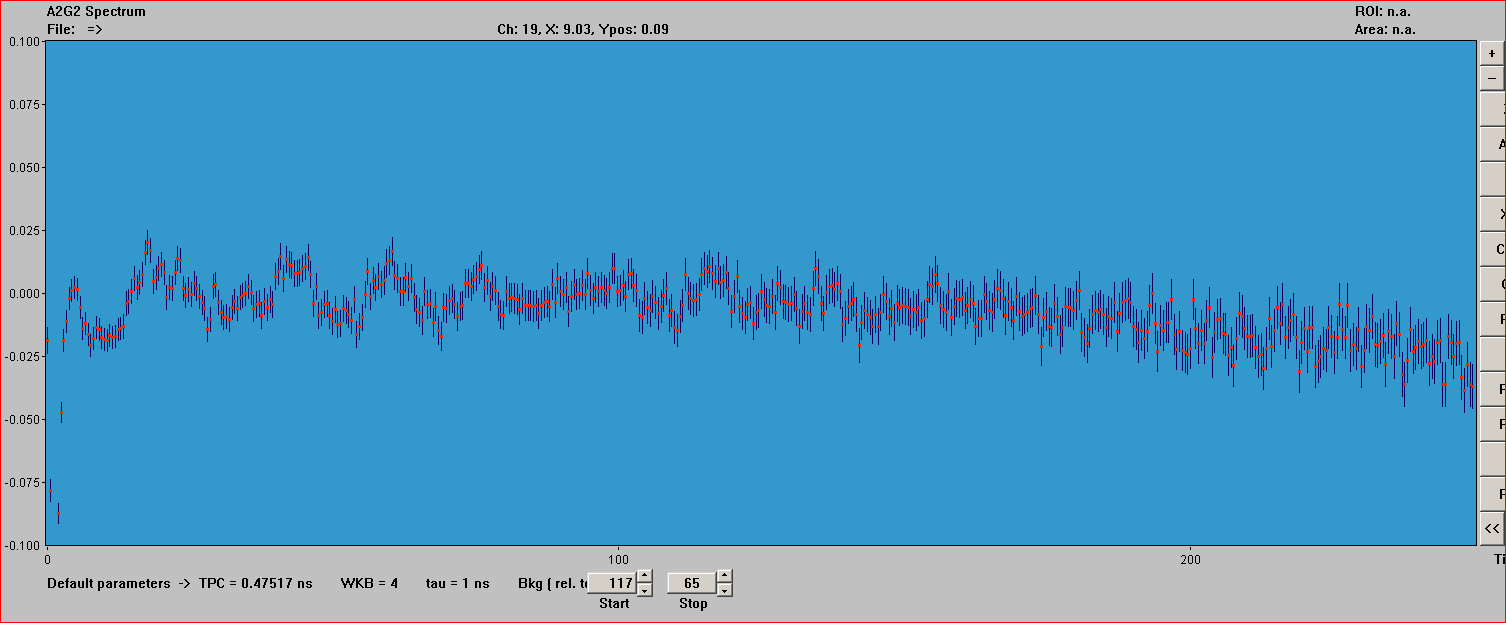 A2G2 Spectrum
ROI: n.a.
File: =>
Ch: 19, X: 9.03, Ypos: 0.09
Area: n.a.
0.100
0.075
0.050
0.025
0.000
-0.025
-0.050
-0.075
-0.100
+
−
A
X
C
F
F
F
<<
0
100
200
Ti
Default parameters -> TPC = 0.47517 ns WKB = 4 tau = 1 ns Bkg ( rel. t
117
65
Start
Stop